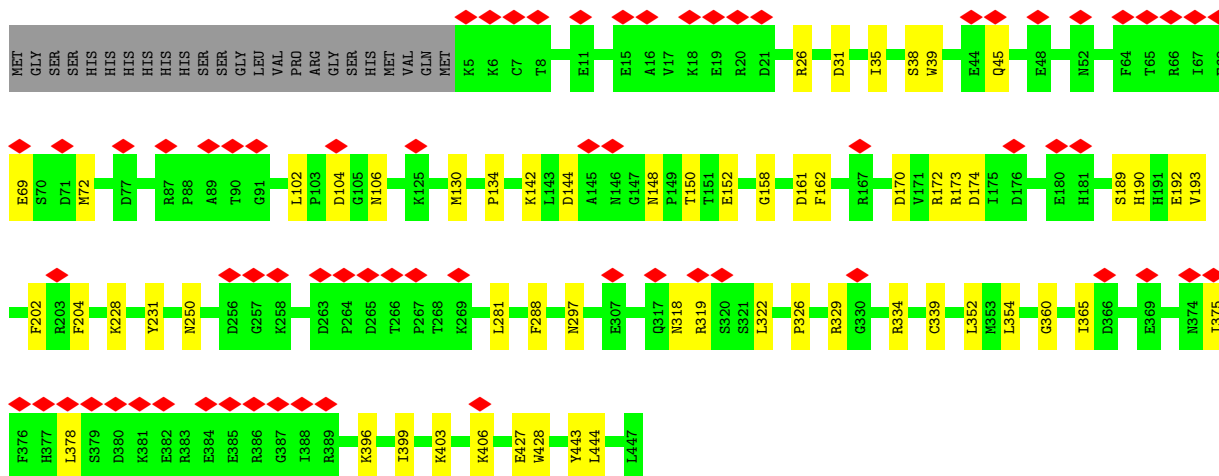 MET GLY SER SER HIS HIS HIS HIS HIS HIS SER SER GLY LEU VAL PRO ARG GLY SER HIS MET VAL GLN MET K5 K6 C7 T8 E11 E15 A16 V17 K18 E19 R20 D21 R26 D31 I35 S38 W39 E44 Q45 E48 N52 F64 T65 R66 I67
E69 S70 D71 M72 D77 R87 P88 A89 T90 G91 L102 P103 D104 G105 N106 K125 M130 P134 K142 L143 D144 A145 N146 G147 N148 P149 T150 T151 E152 G158 D161 F162 R167 D170 V171 R172 R173 D174 I175 D176 E180 H181 S189 H190 H191 E192 V193
F202 R203 F204 K228 Y231 N250 D256 G257 K258 D263 P264 D265 T266 P267 T268 K269 L281 F288 N297 E307 Q317 N318 R319 S320 S321 L322 P326 R329 G330 R334 C339 L352 M353 L354 G360 I365 D366 E369 N374 I375
F376 H377 L378 S379 D380 K381 E382 R383 E384 E385 R386 G387 I388 R389 K396 I399 K403 K406 E427 W428 Y443 L444 L447